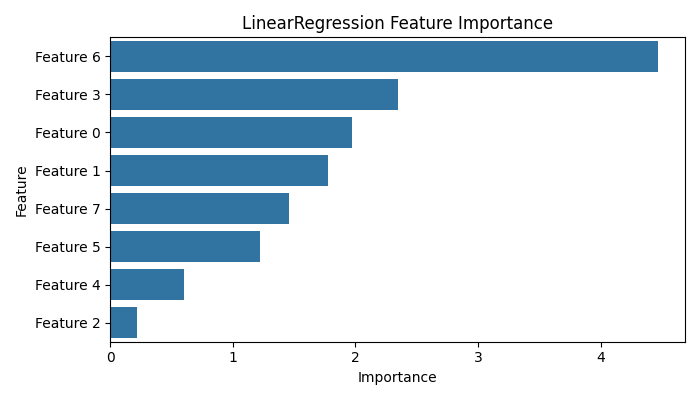 LinearRegression Feature Importance
Feature
Feature 6
Feature 3
Feature 0
Feature 1
Feature 7
Feature 5
Feature 4
Feature 2
0 1 2 3 4
Importance